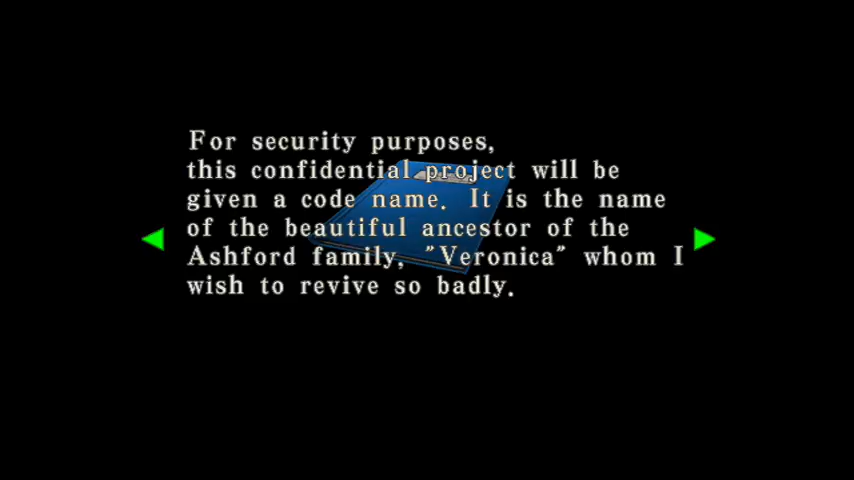 For security purposes,
this confidential project will be
given a code name. It is the name
of the beautiful ancestor of the
Ashford family, "Veronica" whom I
wish to revive so badly.